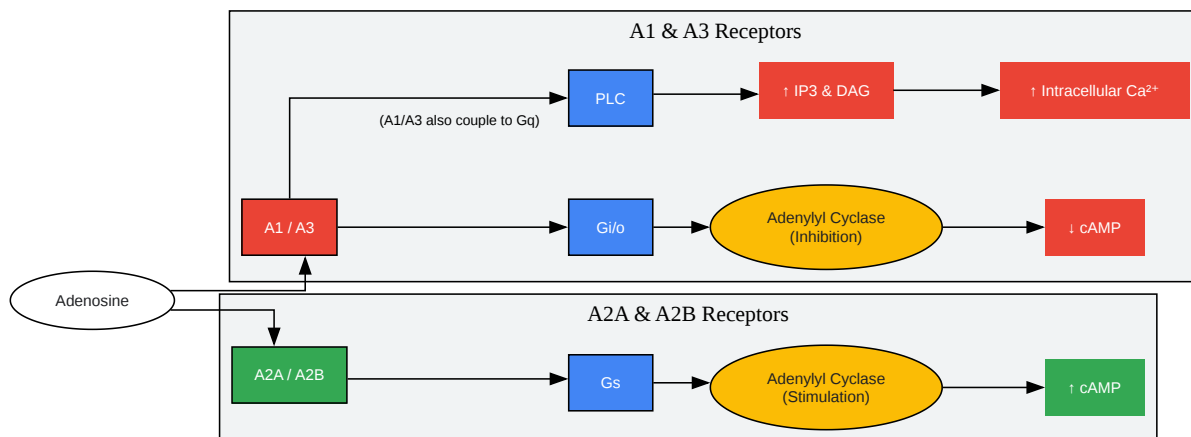 A1 & A3 Receptors
PLC
↑ IP3 & DAG
↑ Intracellular Ca²⁺
(A1/A3 also couple to Gq)
A1 / A3
Gi/o
Adenylyl Cyclase
(Inhibition)
↓ cAMP
Adenosine
A2A & A2B Receptors
A2A / A2B
Gs
Adenylyl Cyclase
(Stimulation)
↑ cAMP